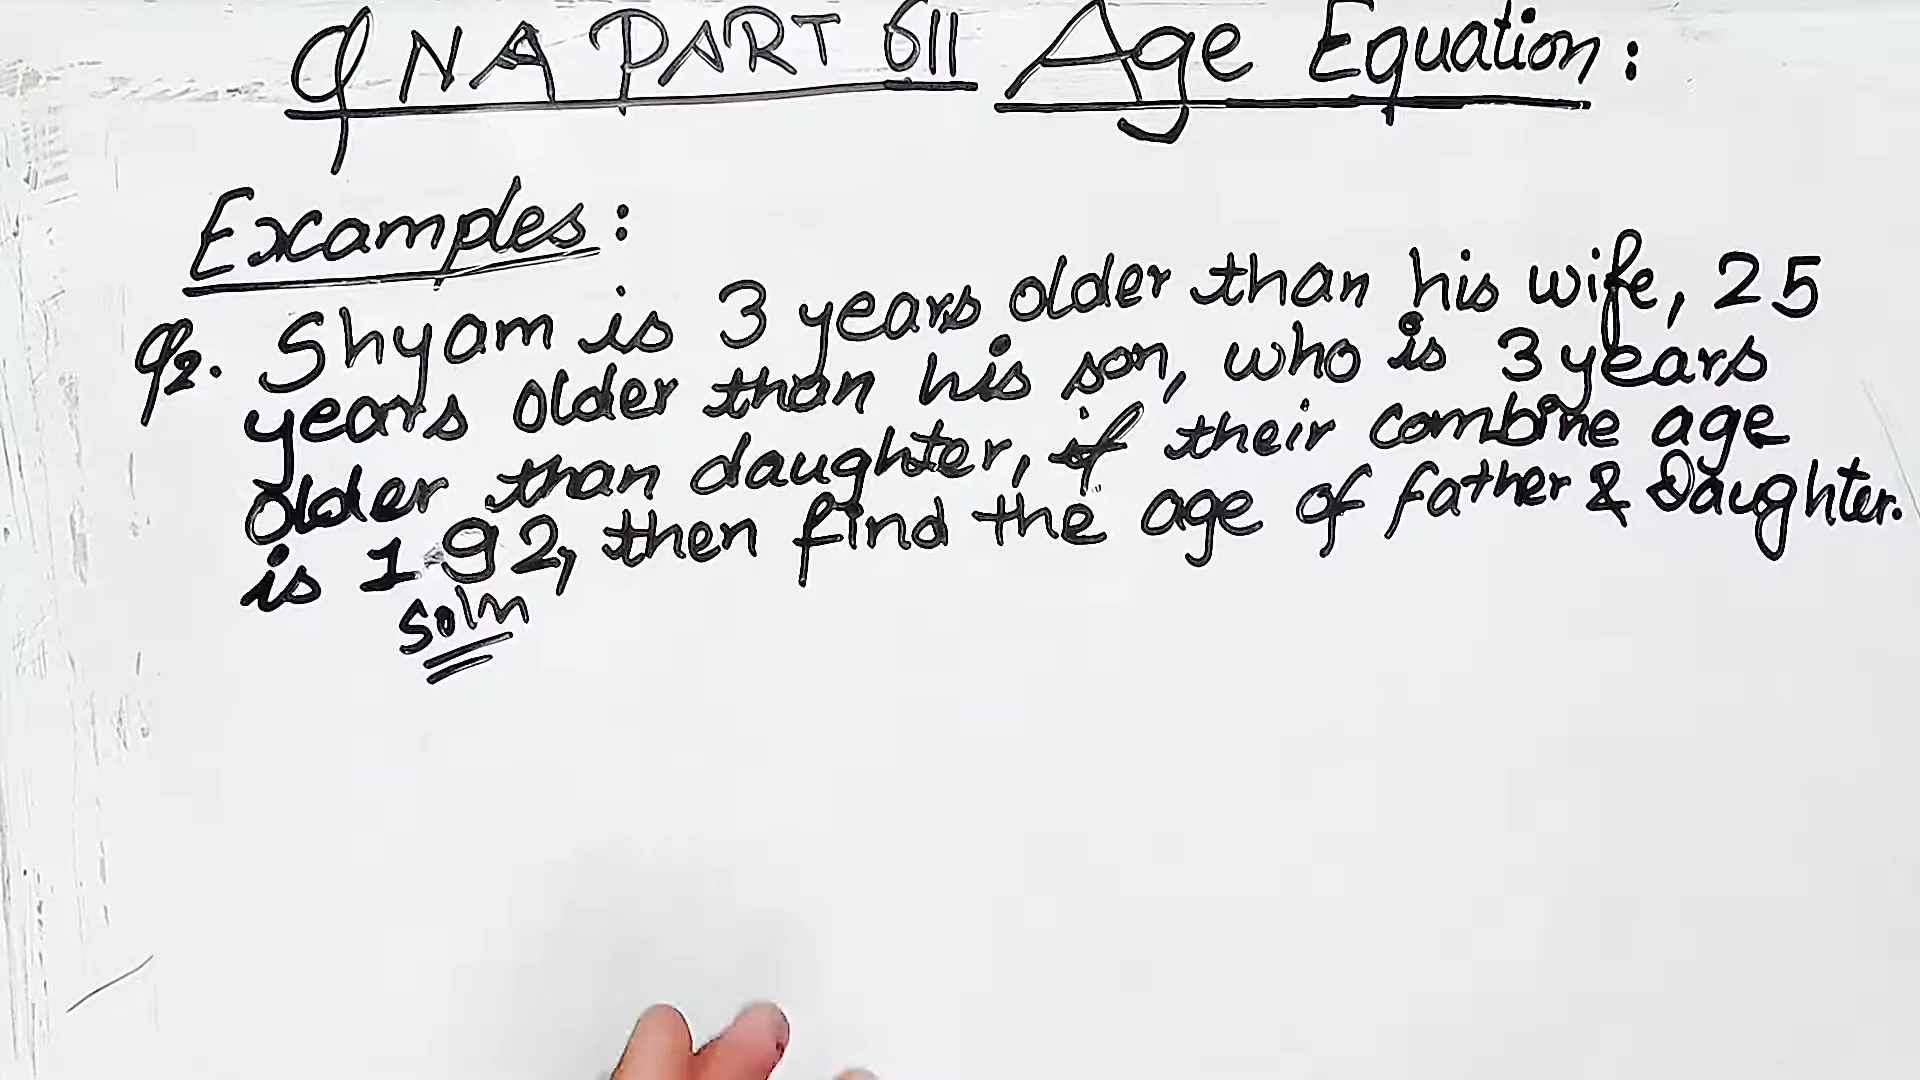 QNA PART 611 Age Equation:
Examples:
Q2. Shyam is 3 years older than his wife, 25
years older than his son, who is 3 years
older than daughter, if their combine age
is 192, then find the age of father & Daughter.
Soln